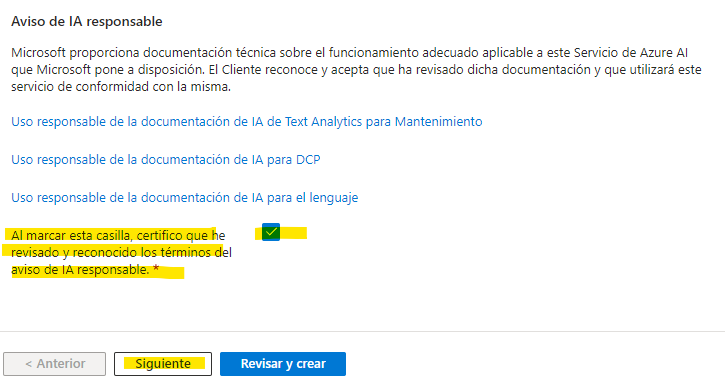 Aviso de IA responsable
Microsoft proporciona documentación técnica sobre el funcionamiento adecuado aplicable a este Servicio de Azure AI
que Microsoft pone a disposición. El Cliente reconoce y acepta que ha revisado dicha documentación y que utilizará este
servicio de conformidad con la misma.
Uso responsable de la documentación de IA de Text Analytics para Mantenimiento
Uso responsable de la documentación de IA para DCP
Uso responsable de la documentación de IA para el lenguaje
Al marcar esta casilla, certifico que he
revisado y reconocido los términos del
aviso de IA responsable. *
< Anterior
Siguiente
Revisar y crear